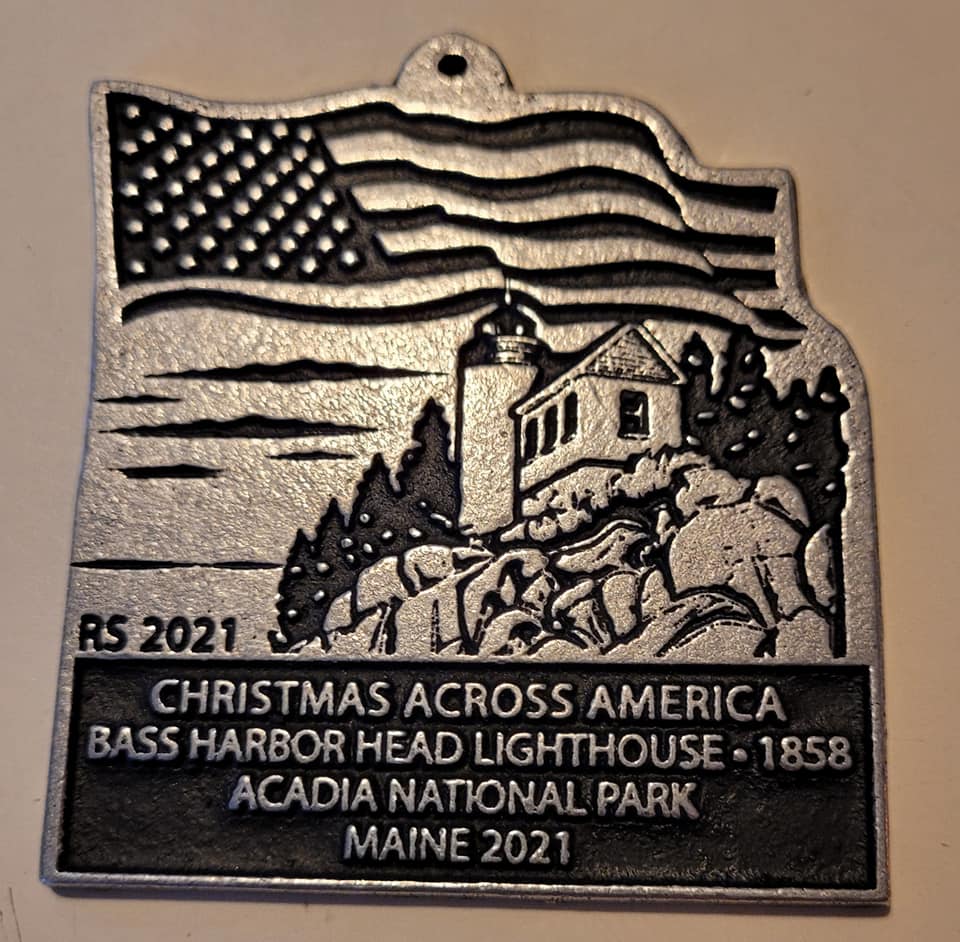 RS 2021
CHRISTMAS ACROSS AMERICA
BASS HARBOR HEAD LIGHTHOUSE • 1858
ACADIA NATIONAL PARK
MAINE 2021